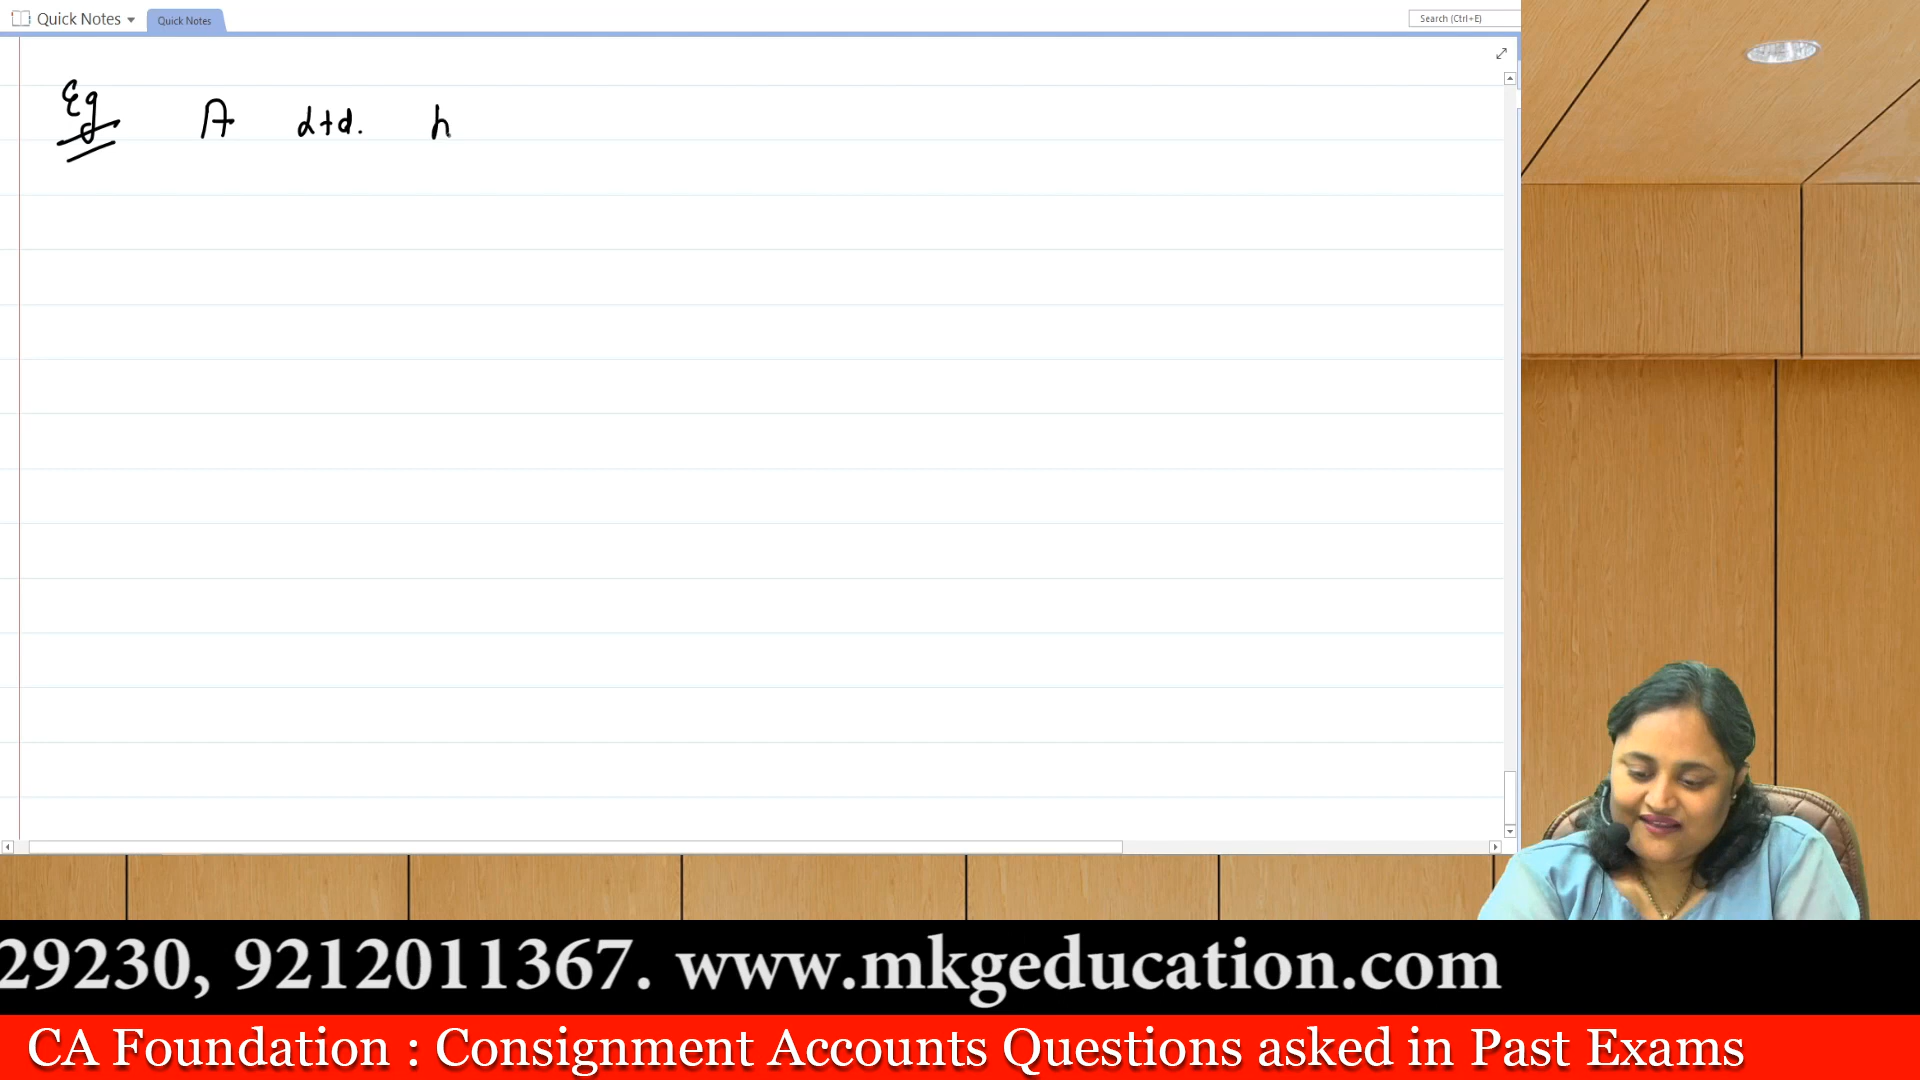 Quick Notes
Quick Notes
Search (Ctrl+E)
Eg A dtd. h
29230, 9212011367. www.mkgeducation.com
CA Foundation : Consignment Accounts Questions asked in Past Exams